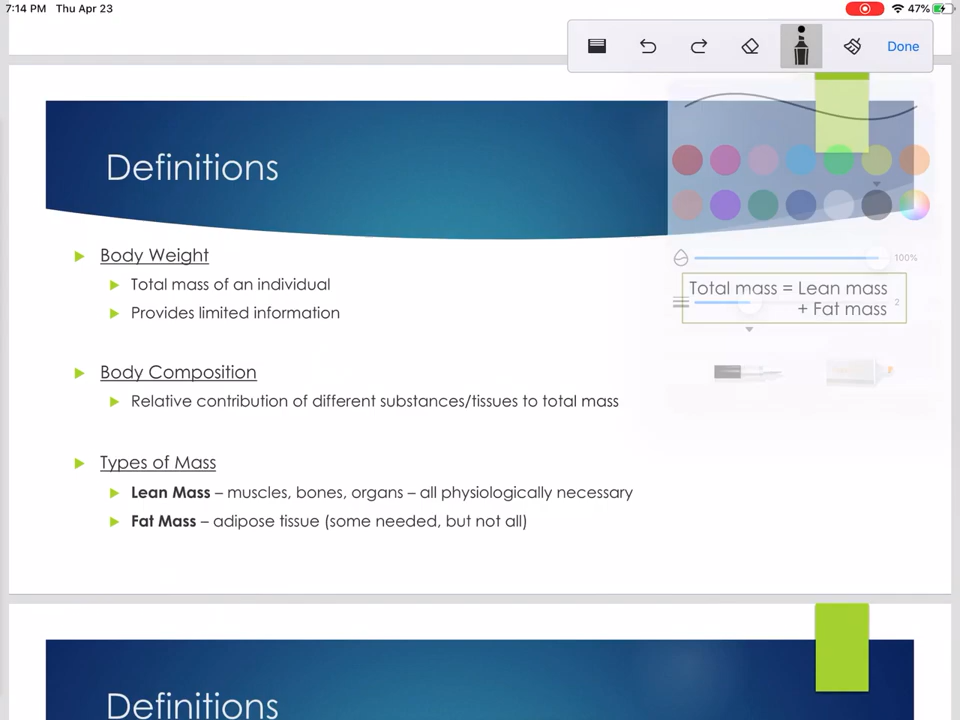 7:14 PM Thu Apr 23
47%
Done
Definitions
100%
Body Weight
Total mass of an individual
Provides limited information
Total mass = Lean mass
+ Fat mass
2
Body Composition
Relative contribution of different substances/tissues to total mass
Types of Mass
Lean Mass – muscles, bones, organs – all physiologically necessary
Fat Mass – adipose tissue (some needed, but not all)
Definitions